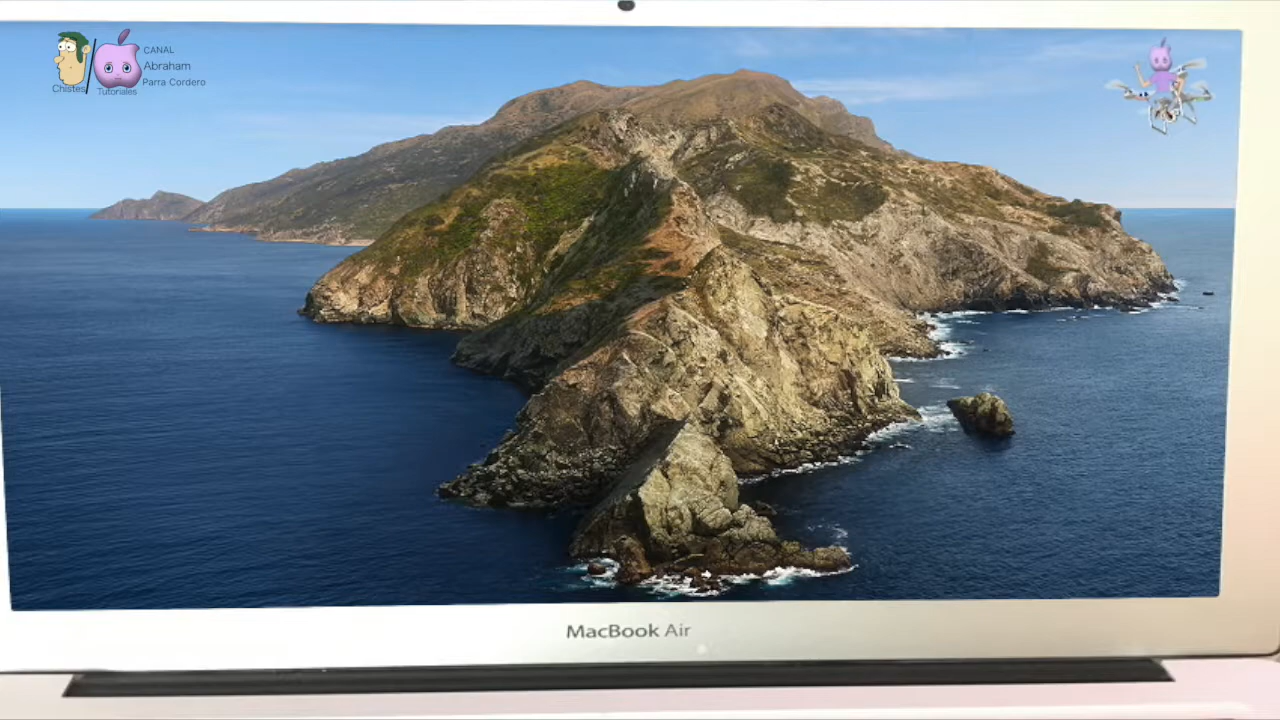 CANAL
Abraham
Parra Cordero
Chistes
Tutoriales
MacBook Air